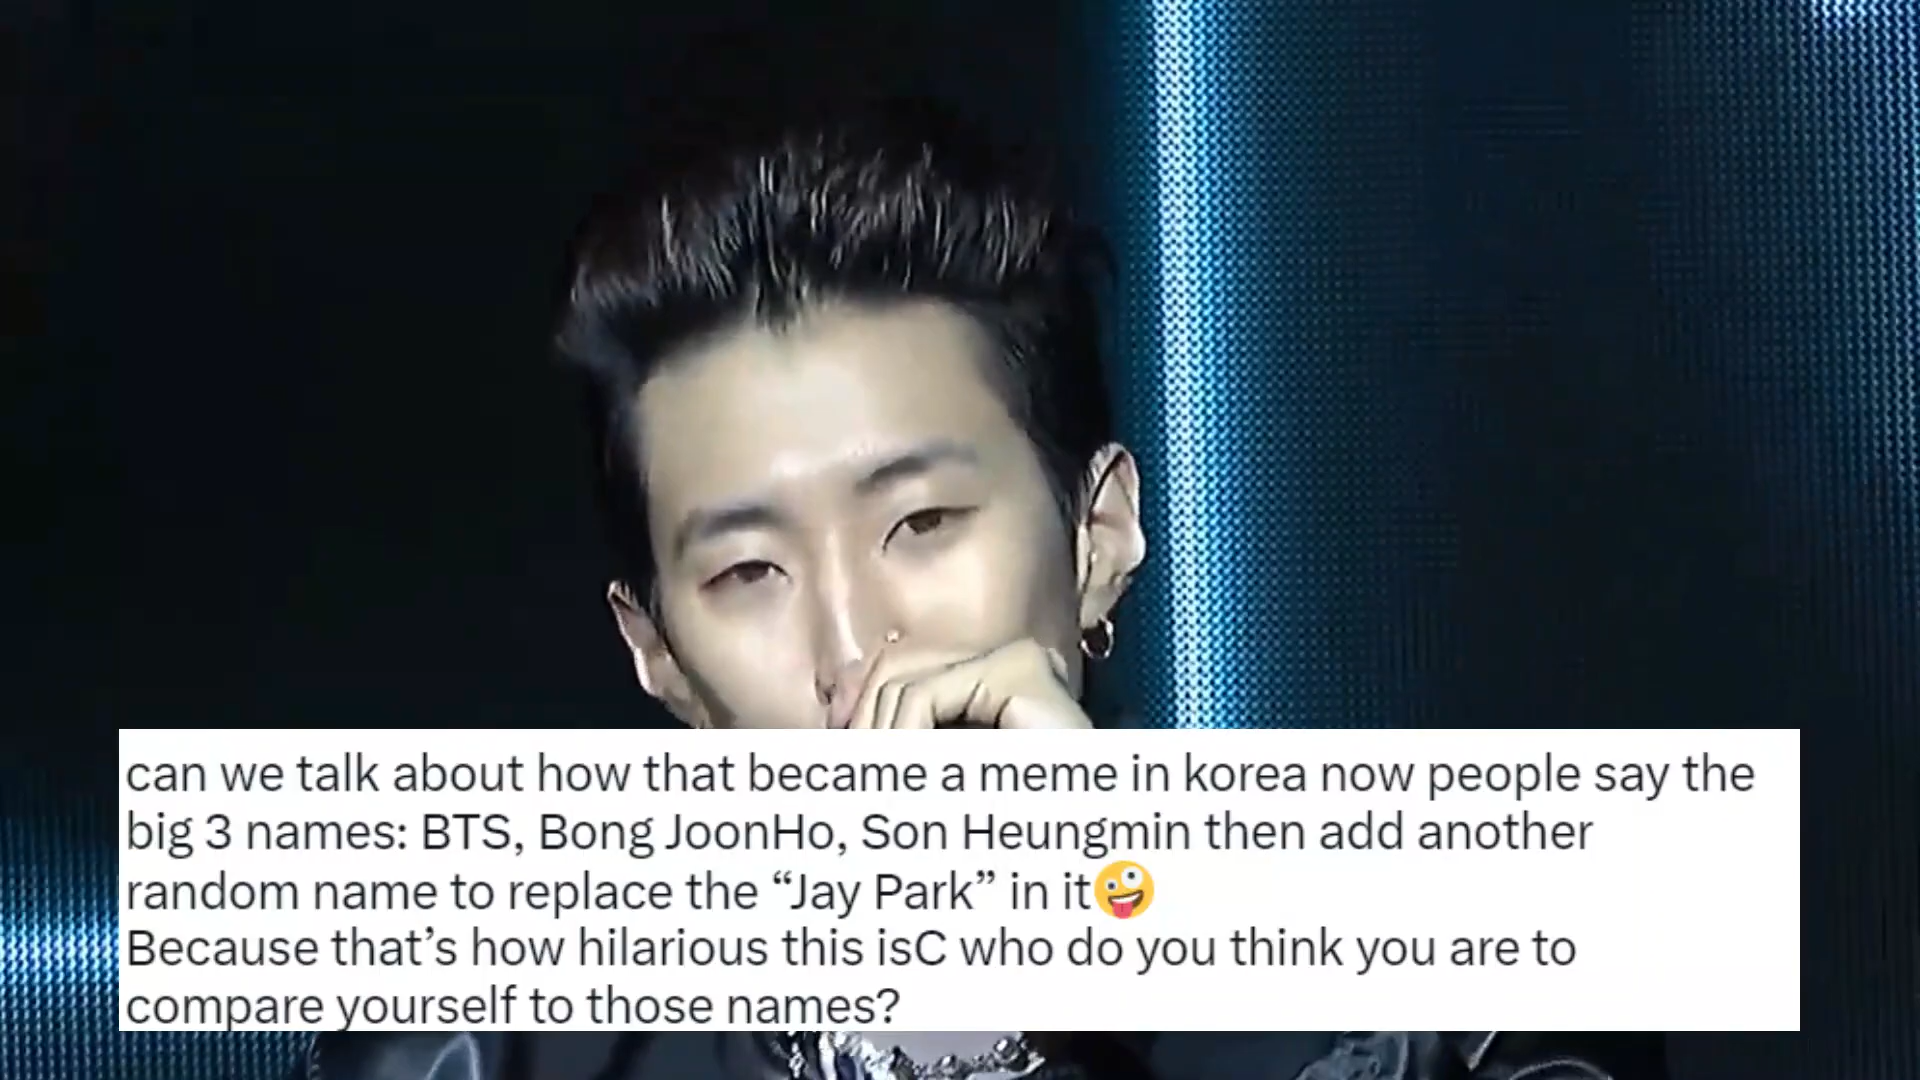 can we talk about how that became a meme in korea now people say the
big 3 names: BTS, Bong JoonHo, Son Heungmin then add another
random name to replace the “Jay Park” in it🤪
Because that’s how hilarious this isC who do you think you are to
compare yourself to those names?